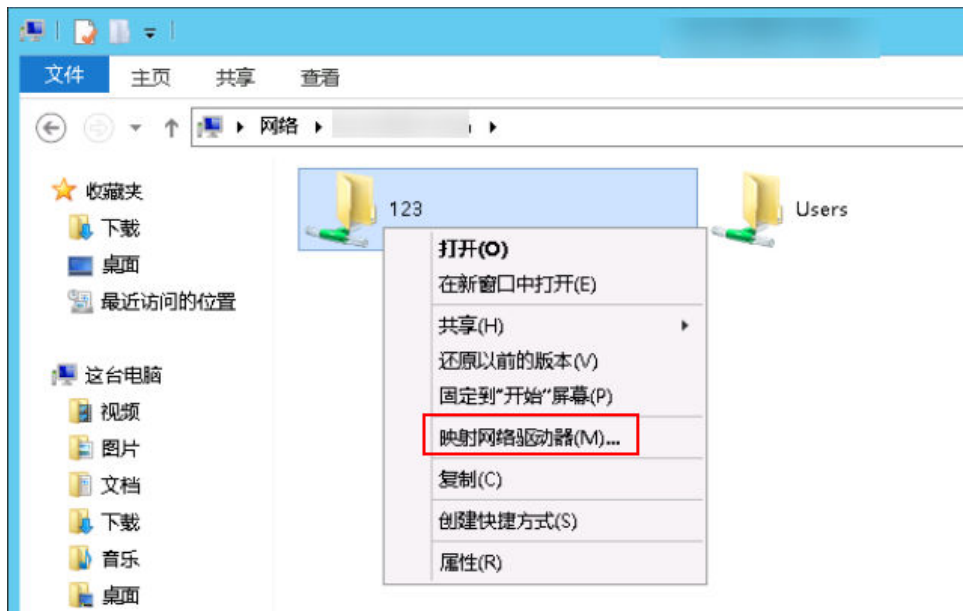 文件 主页 共享 查看
网络
收藏夹
下载
桌面
最近访问的位置
这台电脑
视频
图片
文档
下载
音乐
桌面
123
Users
打开(O)
在新窗口中打开(E)
共享(H)
还原以前的版本(V)
固定到"开始"屏幕(P)
映射网络驱动器(M)...
复制(C)
创建快捷方式(S)
属性(R)